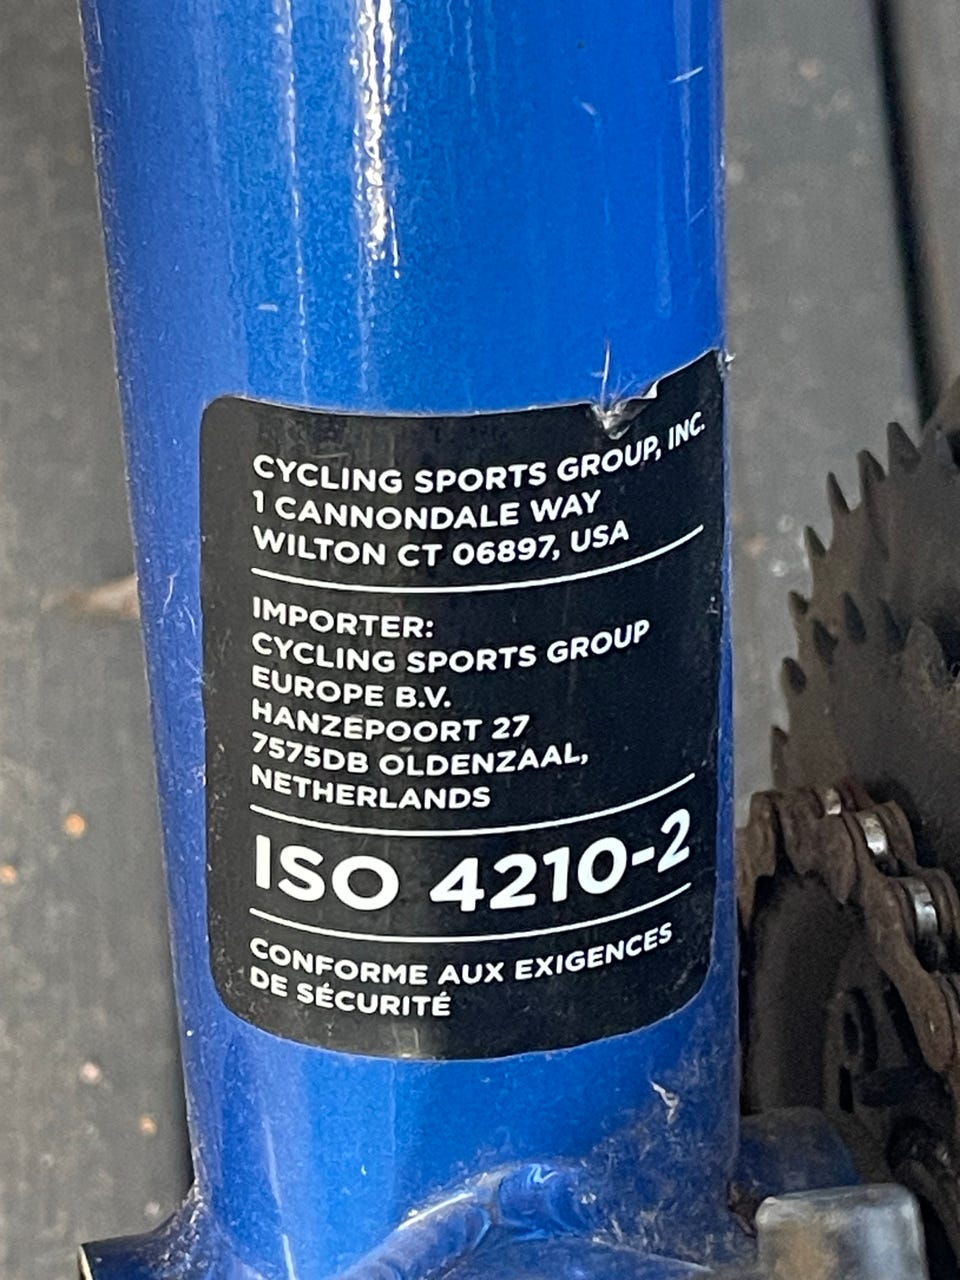 CYCLING SPORTS GROUP, INC.
1 CANNONDALE WAY
WILTON CT 06897, USA
IMPORTER:
CYCLING SPORTS GROUP
EUROPE B.V.
HANZEPOORT 27
7575DB OLDENZAAL,
NETHERLANDS
ISO 4210-2
CONFORME AUX EXIGENCES
DE SÉCURITÉ